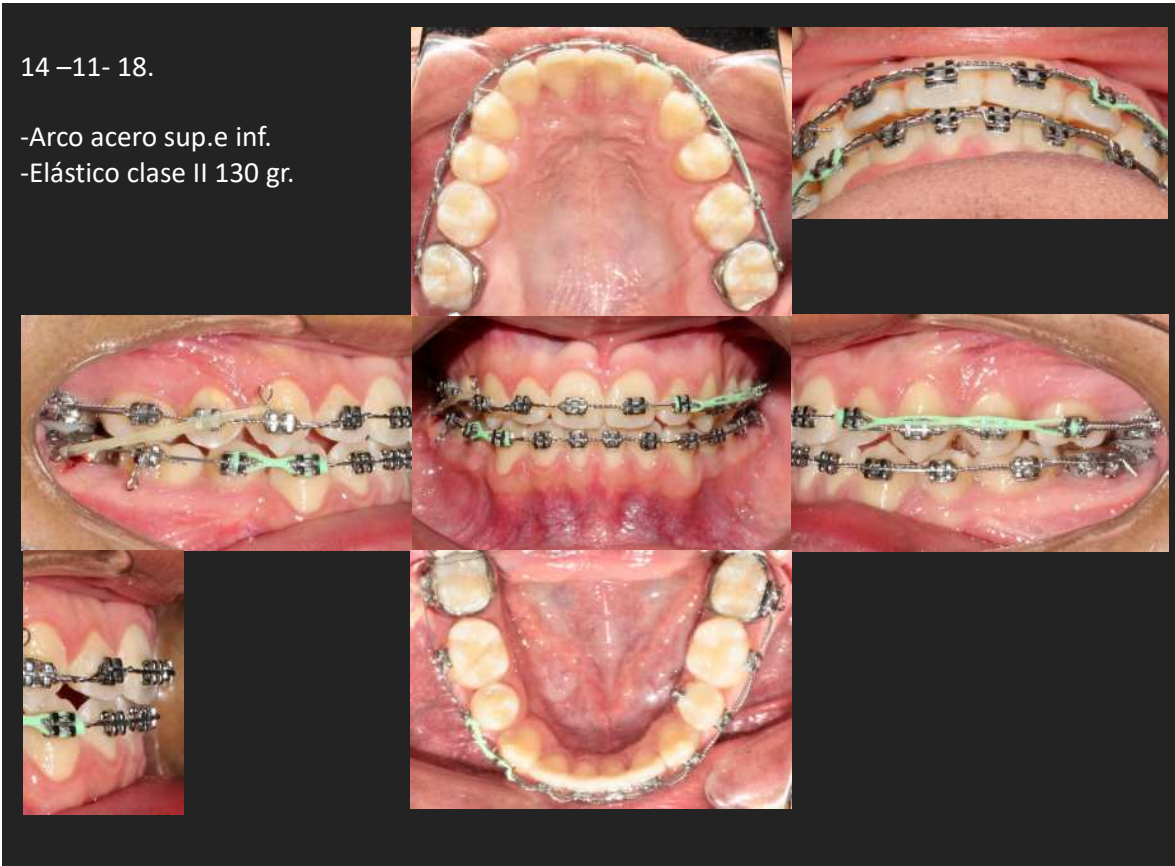 14 –11- 18.
-Arco acero sup.e inf.
-Elástico clase II 130 gr.